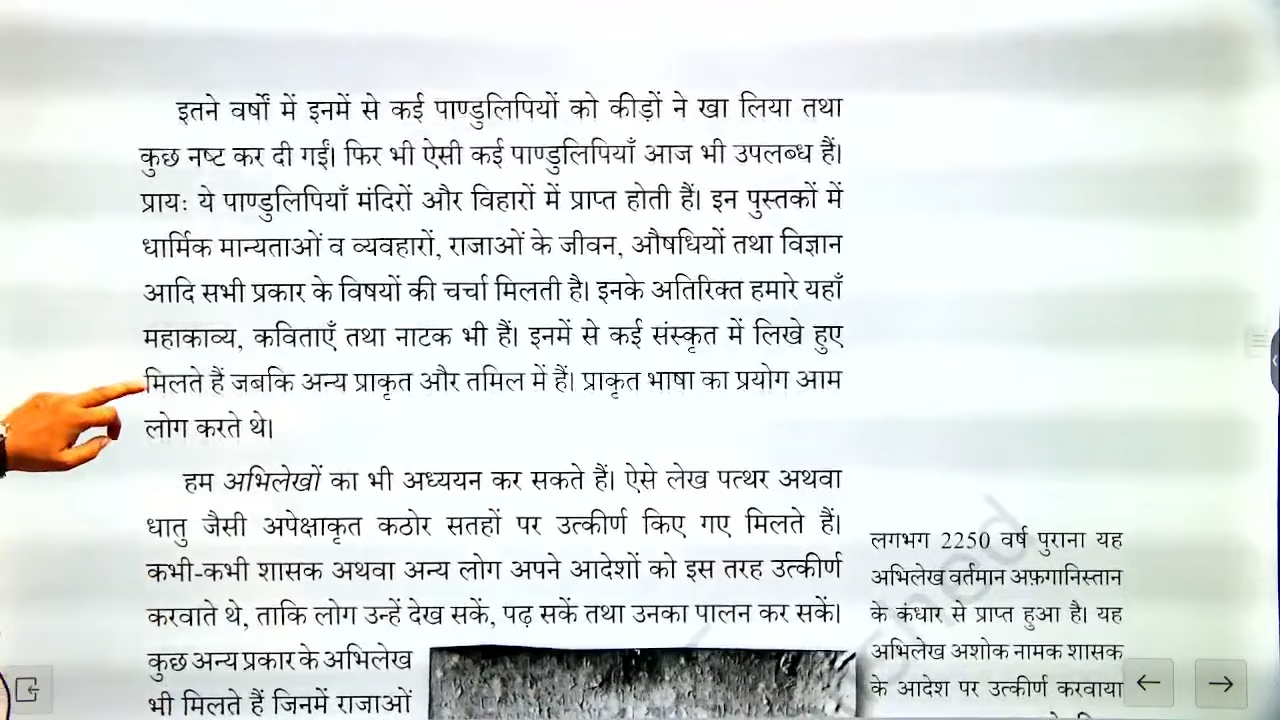 इतने वर्षों में इनमें से कई पाण्डुलिपियों को कीड़ों ने खा लिया तथा
कुछ नष्ट कर दी गईं। फिर भी ऐसी कई पाण्डुलिपियाँ आज भी उपलब्ध हैं।
प्रायः ये पाण्डुलिपियाँ मंदिरों और विहारों में प्राप्त होती हैं। इन पुस्तकों में
धार्मिक मान्यताओं व व्यवहारों, राजाओं के जीवन, औषधियों तथा विज्ञान
आदि सभी प्रकार के विषयों की चर्चा मिलती है। इनके अतिरिक्त हमारे यहाँ
महाकाव्य, कविताएँ तथा नाटक भी हैं। इनमें से कई संस्कृत में लिखे हुए
मिलते हैं जबकि अन्य प्राकृत और तमिल में हैं। प्राकृत भाषा का प्रयोग आम
लोग करते थे।
हम अभिलेखों का भी अध्ययन कर सकते हैं। ऐसे लेख पत्थर अथवा
धातु जैसी अपेक्षाकृत कठोर सतहों पर उत्कीर्ण किए गए मिलते हैं।
कभी-कभी शासक अथवा अन्य लोग अपने आदेशों को इस तरह उत्कीर्ण
करवाते थे, ताकि लोग उन्हें देख सकें, पढ़ सकें तथा उनका पालन कर सकें।
कुछ अन्य प्रकार के अभिलेख
भी मिलते हैं जिनमें राजाओं
लगभग 2250 वर्ष पुराना यह
अभिलेख वर्तमान अफ़गानिस्तान
के कंधार से प्राप्त हुआ है। यह
अभिलेख अशोक नामक शासक
के आदेश पर उत्कीर्ण करवाया